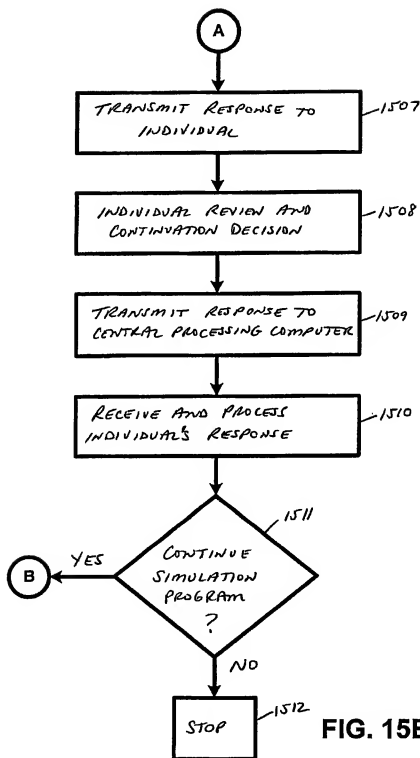 A
TRANSMIT RESPONSE TO
INDIVIDUAL
1507
INDIVIDUAL REVIEW AND
CONTINUATION DECISION
1508
TRANSMIT RESPONSE TO
CENTRAL PROCESSING COMPUTER
1509
RECEIVE AND PROCESS
INDIVIDUAL'S RESPONSE
1510
1511
CONTINUE
SIMULATION
PROGRAM
?
YES
B
NO
STOP
1512
FIG. 15B